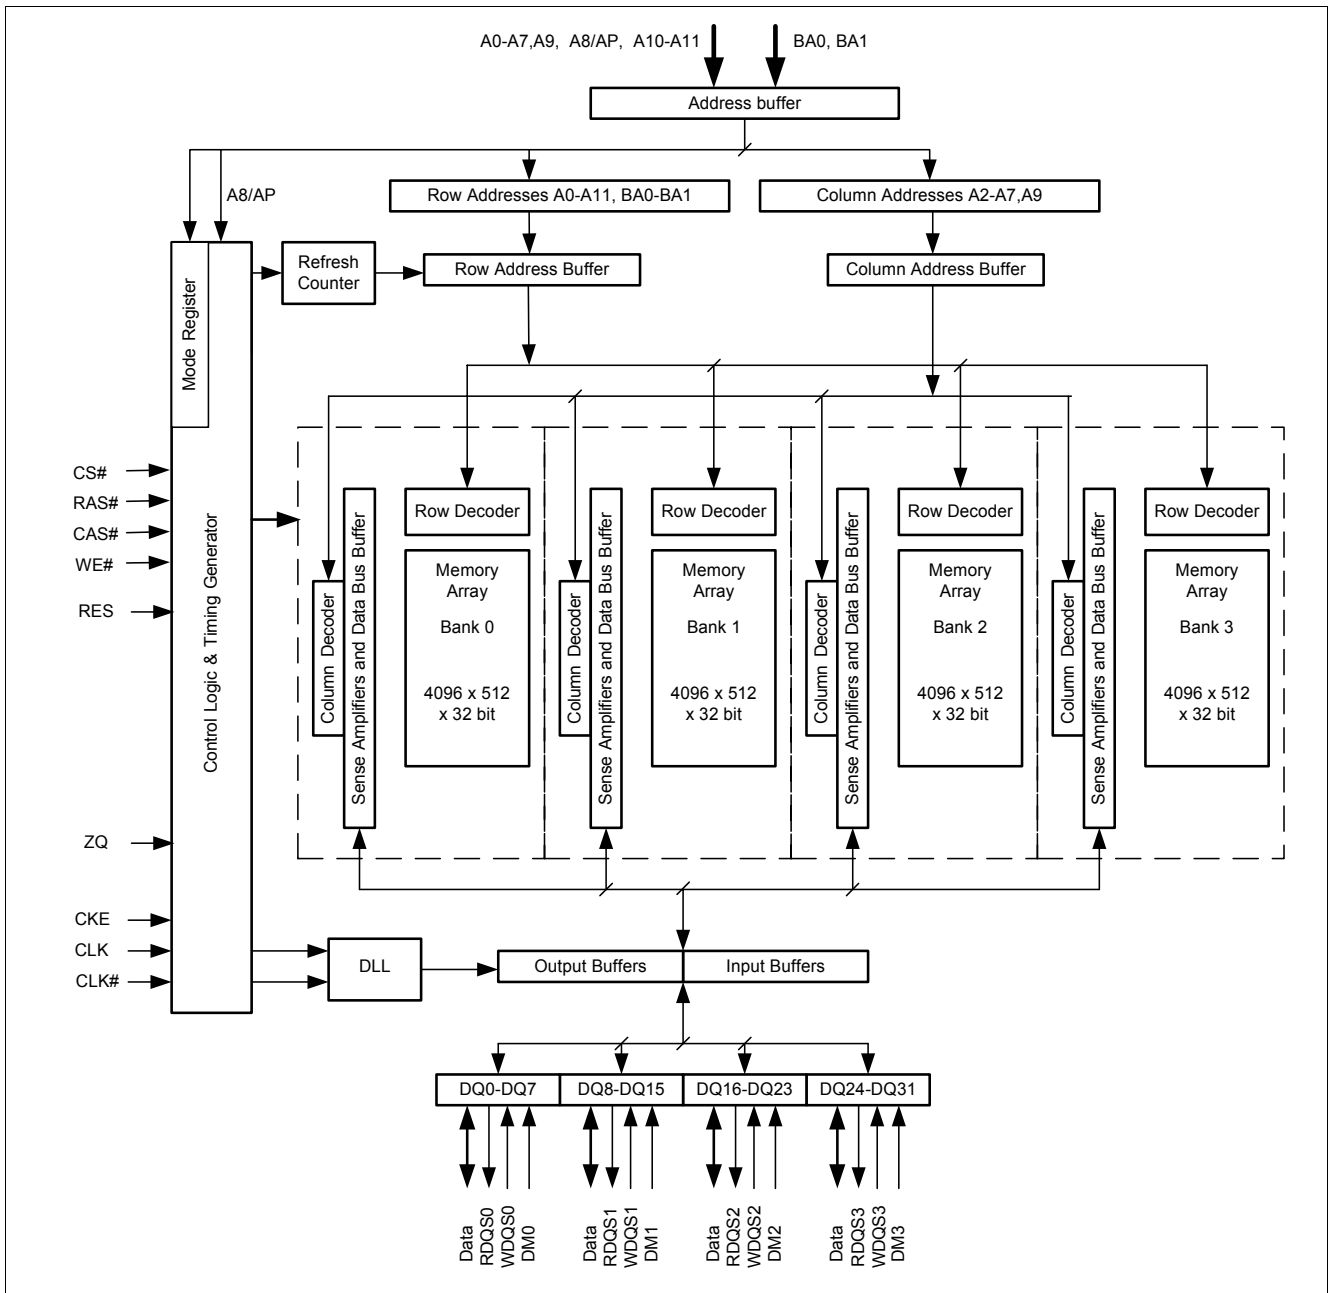 A0-A7,A9, A8/AP, A10-A11
BA0, BA1
Address buffer
A8/AP
Row Addresses A0-A11, BA0-BA1
Column Addresses A2-A7,A9
Mode Register
Refresh
Counter
Row Address Buffer
Column Address Buffer
CS#
RAS#
CAS#
WE#
RES
ZQ
CKE
CLK
CLK#
Control Logic & Timing Generator
Column Decoder
Sense Amplifiers and Data Bus Buffer
Row Decoder
Memory
Array
Bank 0
4096 x 512
x 32 bit
Column Decoder
Sense Amplifiers and Data Bus Buffer
Row Decoder
Memory
Array
Bank 1
4096 x 512
x 32 bit
Column Decoder
Sense Amplifiers and Data Bus Buffer
Row Decoder
Memory
Array
Bank 2
4096 x 512
x 32 bit
Column Decoder
Sense Amplifiers and Data Bus Buffer
Row Decoder
Memory
Array
Bank 3
4096 x 512
x 32 bit
DLL
Output Buffers
Input Buffers
DQ0-DQ7
DQ8-DQ15
DQ16-DQ23
DQ24-DQ31
Data
RDQS0
WDQS0
DM0
Data
RDQS1
WDQS1
DM1
Data
RDQS2
WDQS2
DM2
Data
RDQS3
WDQS3
DM3